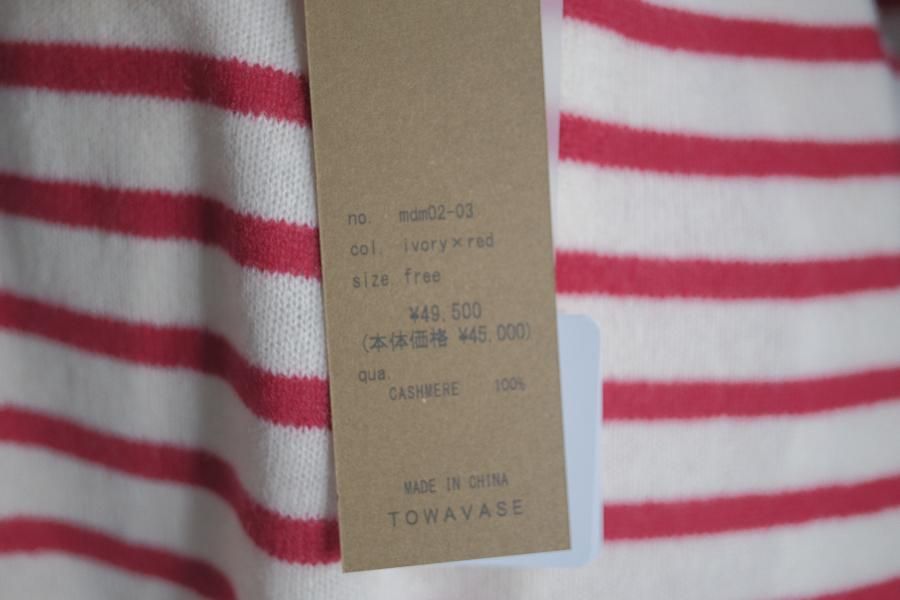 no. mdm02-03
col. ivory×red
size free
¥49,500
(本体価格 ¥45,000)
qua.
CASHMERE 100%
MADE IN CHINA
TOWAVASE